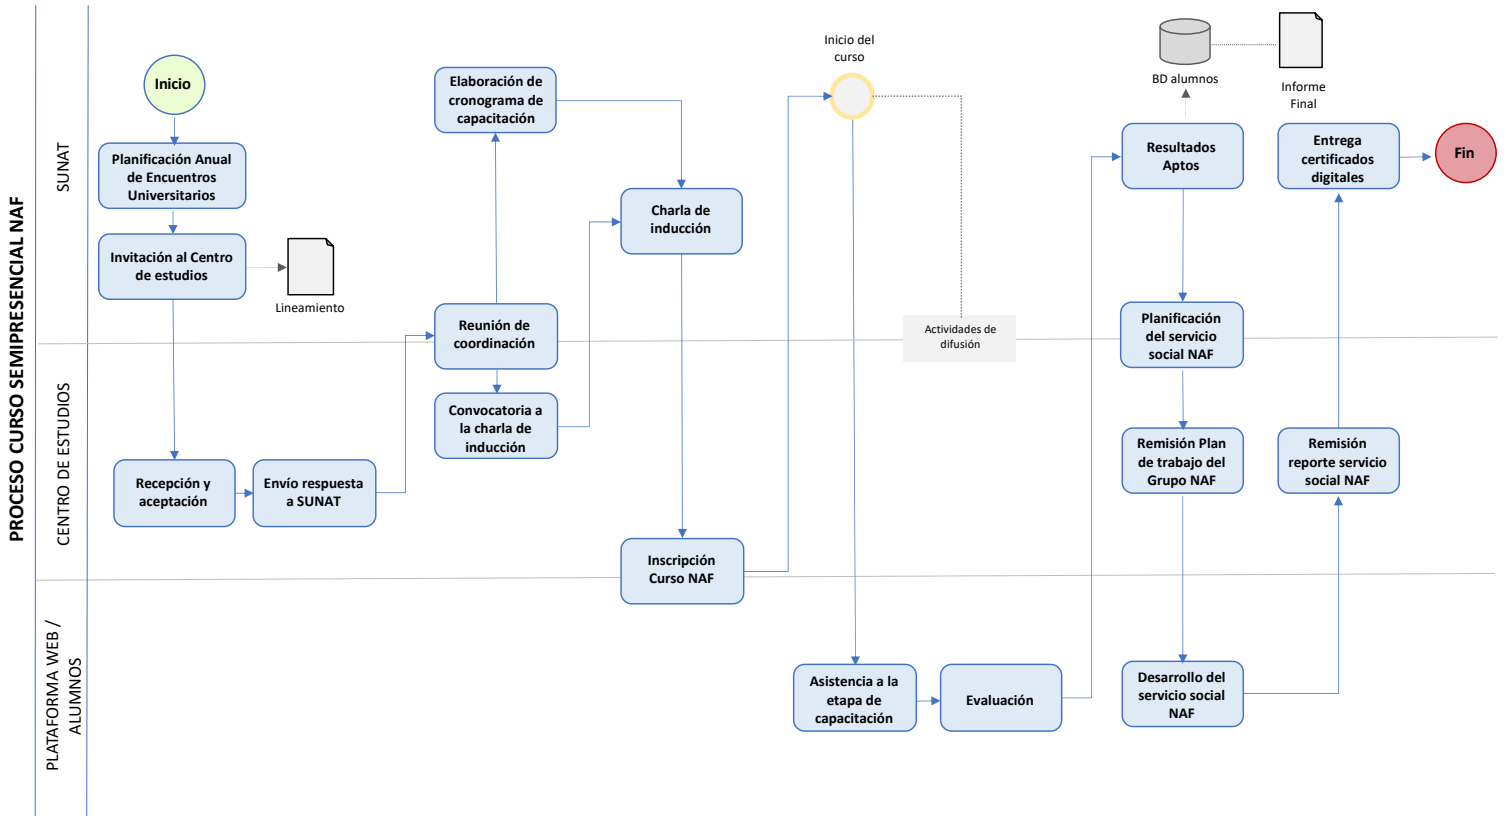 PROCESO CURSO SEMIPRESENCIAL NAF
SUNAT
Inicio
Planificación Anual
de Encuentros
Universitarios
Invitación al Centro
de estudios
Lineamiento
Elaboración de
cronograma de
capacitación
Charla de
inducción
Reunión de
coordinación
Inicio del
curso
Actividades de
difusión
BD alumnos
Informe
Final
Resultados
Aptos
Entrega
certificados
digitales
Fin
Planificación
del servicio
social NAF
CENTRO DE ESTUDIOS
Recepción y
aceptación
Envío respuesta
a SUNAT
Convocatoria a
la charla de
inducción
Inscripción
Curso NAF
Remisión Plan
de trabajo del
Grupo NAF
Remisión
reporte servicio
social NAF
PLATAFORMA WEB /
ALUMNOS
Asistencia a la
etapa de
capacitación
Evaluación
Desarrollo del
servicio social
NAF